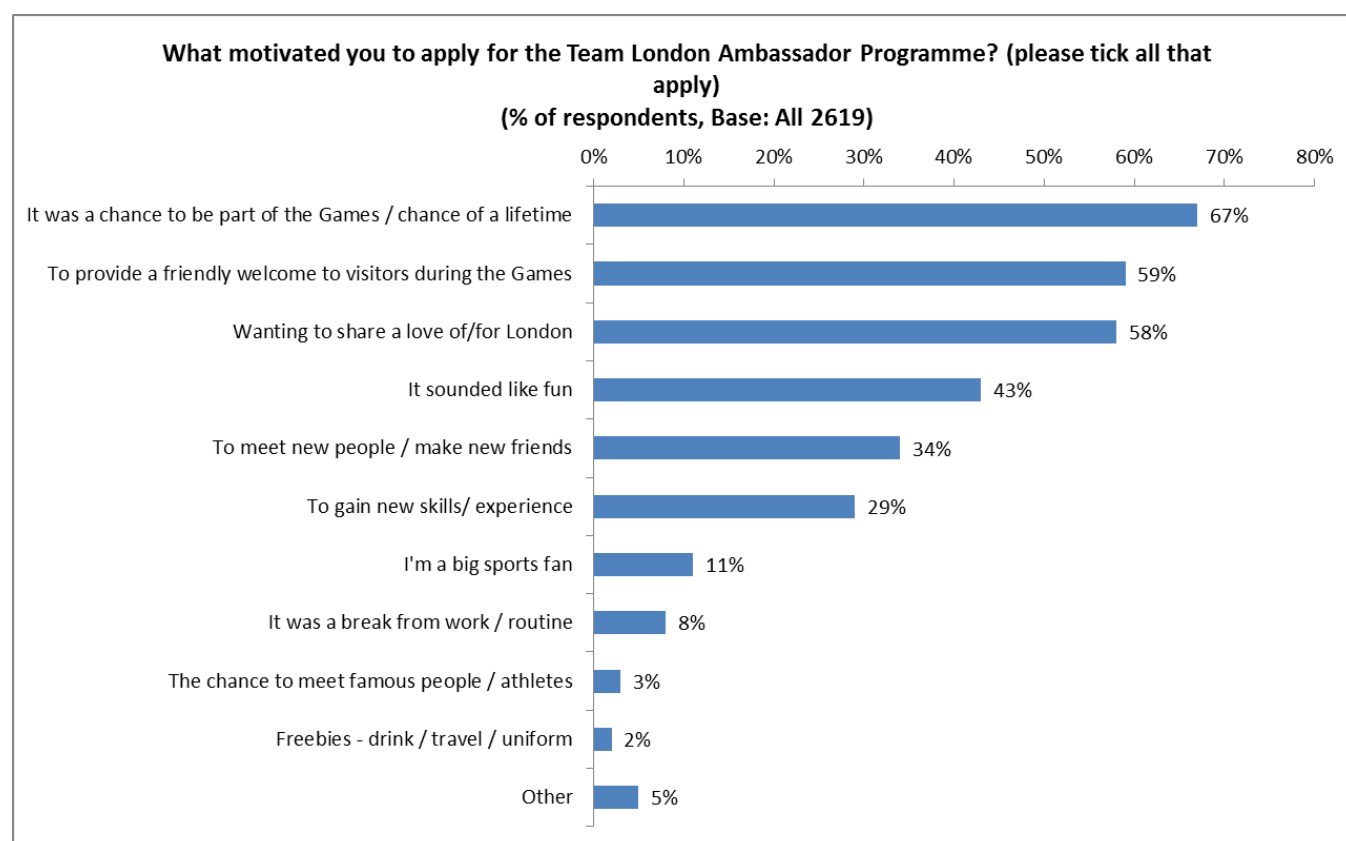 What motivated you to apply for the Team London Ambassador Programme? (please tick all that
apply)
(% of respondents, Base: All 2619)
0% 10% 20% 30% 40% 50% 60% 70% 80%
It was a chance to be part of the Games / chance of a lifetime 67%
To provide a friendly welcome to visitors during the Games 59%
Wanting to share a love of/for London 58%
It sounded like fun 43%
To meet new people / make new friends 34%
To gain new skills/ experience 29%
I'm a big sports fan 11%
It was a break from work / routine 8%
The chance to meet famous people / athletes 3%
Freebies - drink / travel / uniform 2%
Other 5%